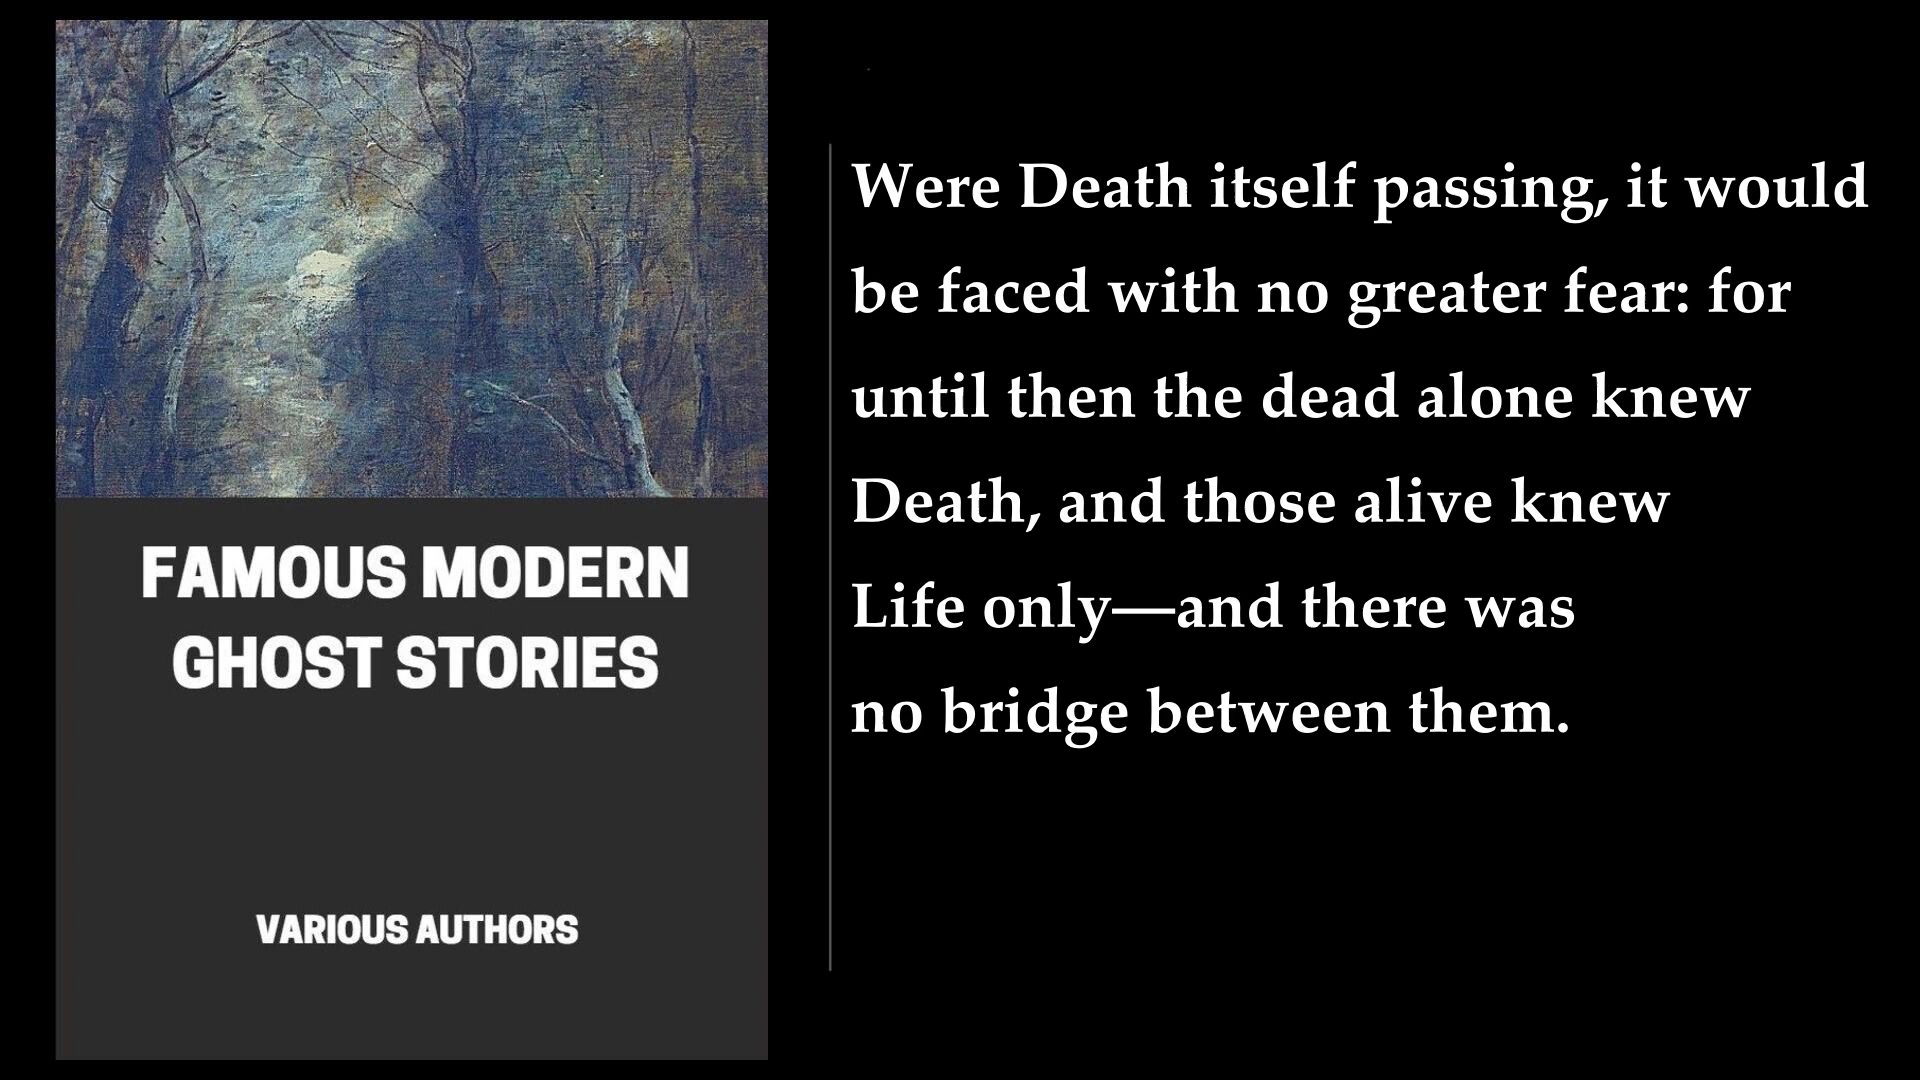 FAMOUS MODERN
GHOST STORIES
VARIOUS AUTHORS
Were Death itself passing, it would
be faced with no greater fear: for
until then the dead alone knew
Death, and those alive knew
Life only—and there was
no bridge between them.